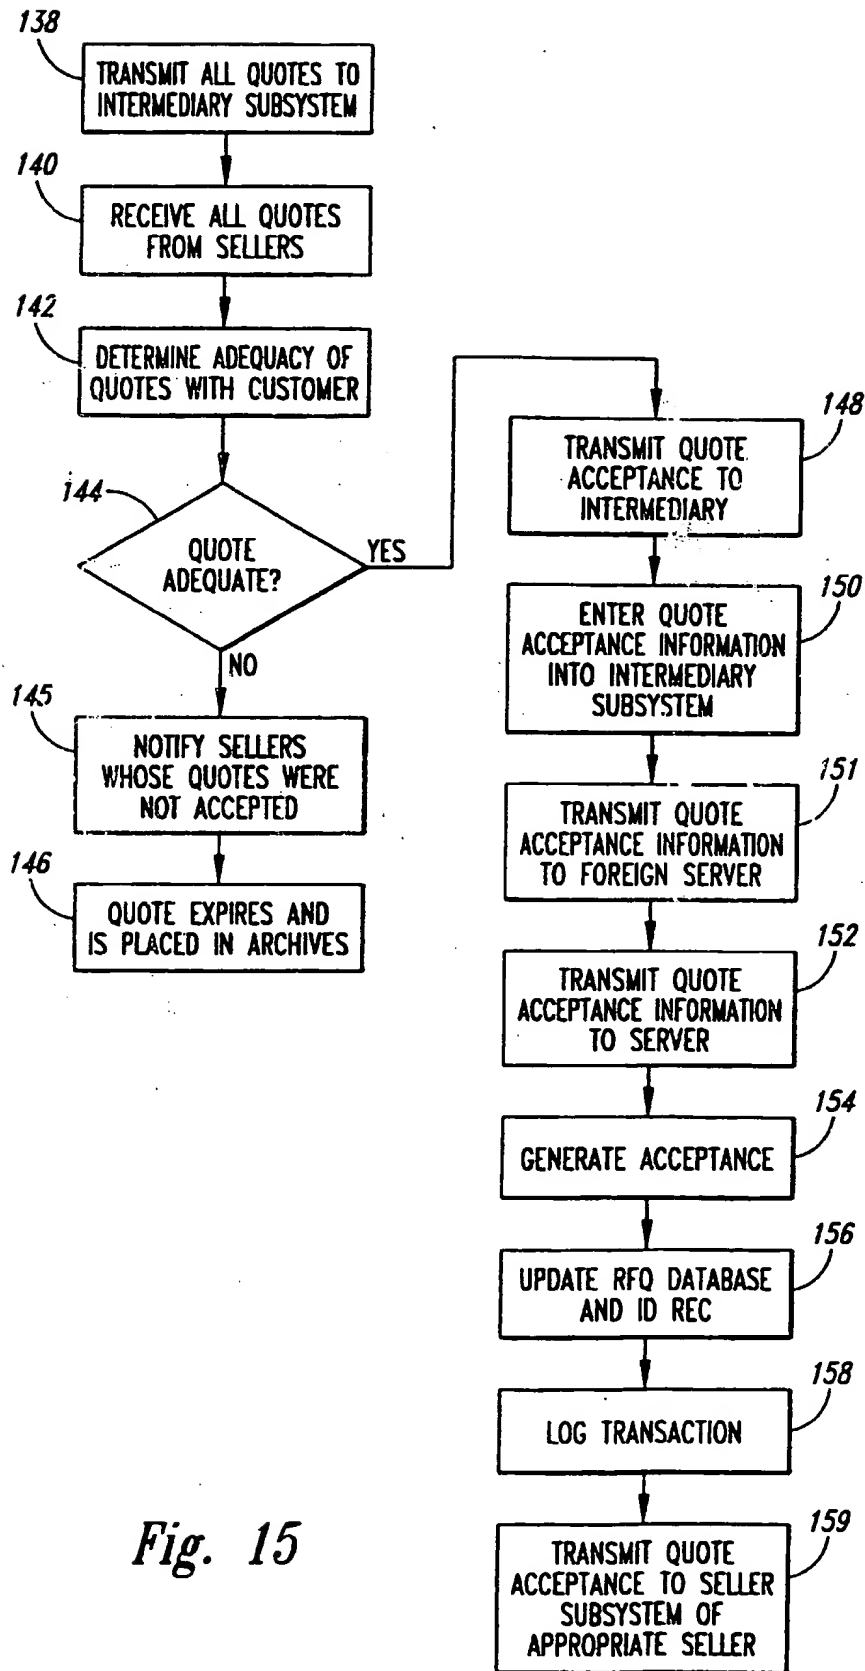 138
TRANSMIT ALL QUOTES TO
INTERMEDIARY SUBSYSTEM
140
RECEIVE ALL QUOTES
FROM SELLERS
142
DETERMINE ADEQUACY OF
QUOTES WITH CUSTOMER
144
QUOTE
ADEQUATE?
YES
NO
145
NOTIFY SELLERS
WHOSE QUOTES WERE
NOT ACCEPTED
146
QUOTE EXPIRES AND
IS PLACED IN ARCHIVES
148
TRANSMIT QUOTE
ACCEPTANCE TO
INTERMEDIARY
150
ENTER QUOTE
ACCEPTANCE INFORMATION
INTO INTERMEDIARY
SUBSYSTEM
151
TRANSMIT QUOTE
ACCEPTANCE INFORMATION
TO FOREIGN SERVER
152
TRANSMIT QUOTE
ACCEPTANCE INFORMATION
TO SERVER
154
GENERATE ACCEPTANCE
156
UPDATE RFQ DATABASE
AND ID REC
158
LOG TRANSACTION
159
TRANSMIT QUOTE
ACCEPTANCE TO SELLER
SUBSYSTEM OF
APPROPRIATE SELLER
Fig. 15